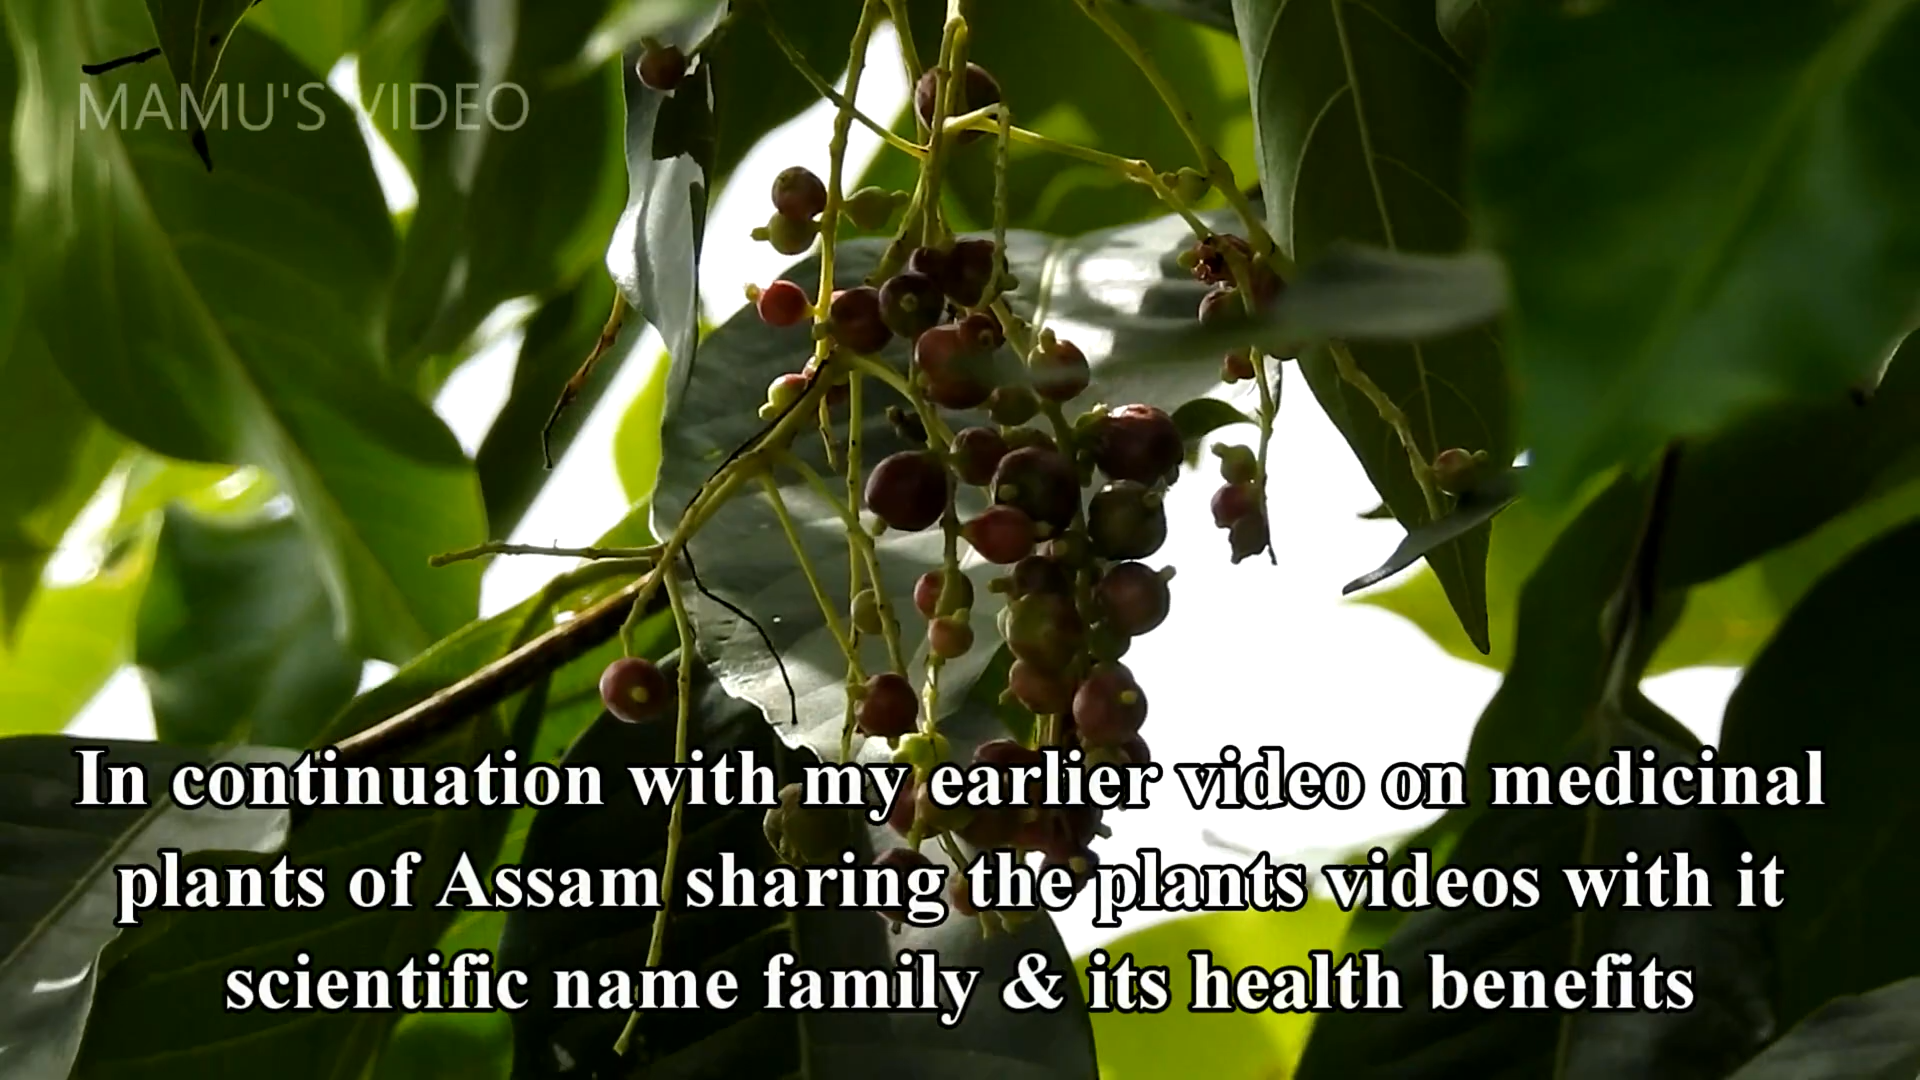 MAMU'S VIDEO
In continuation with my earlier video on medicinal
plants of Assam sharing the plants videos with it
scientific name family & its health benefits